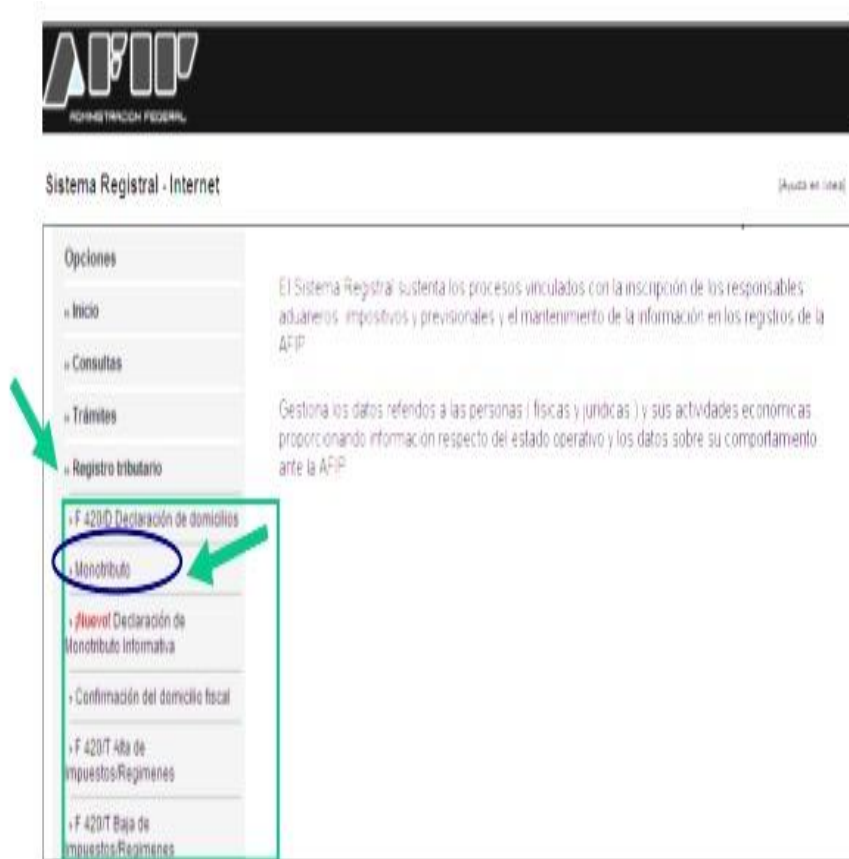 AFIP
ADMINISTRACION FEDERAL
Sistema Registral - Internet
[Ayuda en línea]
Opciones
» Inicio
» Consultas
» Trámites
» Registro tributario
› F 420/D Declaración de domicilios
› Monotributo
› ¡Nuevo! Declaración de
Monotributo Informativa
› Confirmación del domicilio fiscal
› F 420/T Alta de
Impuestos/Regimenes
› F 420/T Baja de
Impuestos/Regimenes
El Sistema Registral sustenta los procesos vinculados con la inscripción de los responsables
aduaneros impositivos y previsionales y el mantenimiento de la información en los registros de la
AFIP
Gestiona los datos referidos a las personas ( físicas y jurídicas ) y sus actividades económicas
proporcionando información respecto del estado operativo y los datos sobre su comportamiento
ante la AFIP